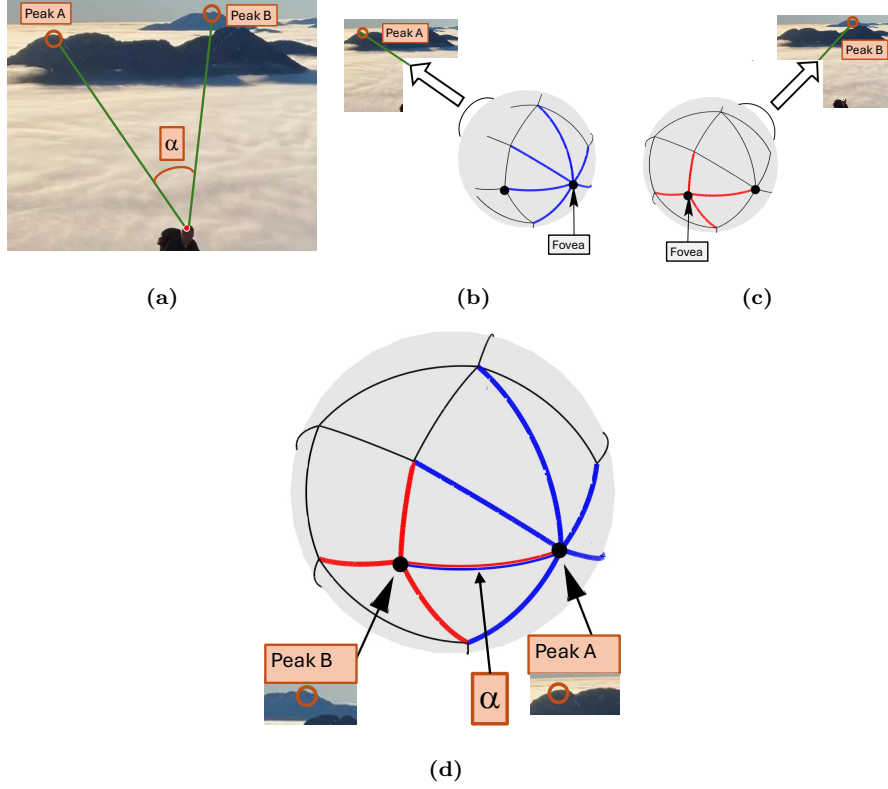 Peak A
Peak B
α
(a)
Peak A
Fovea
(b)
Peak B
Fovea
(c)
Peak B
Peak A
α
(d)